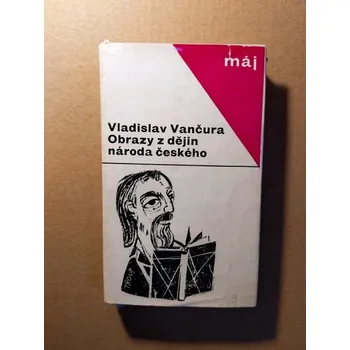 máj
Vladislav Vančura
Obrazy z dějin
národa českého